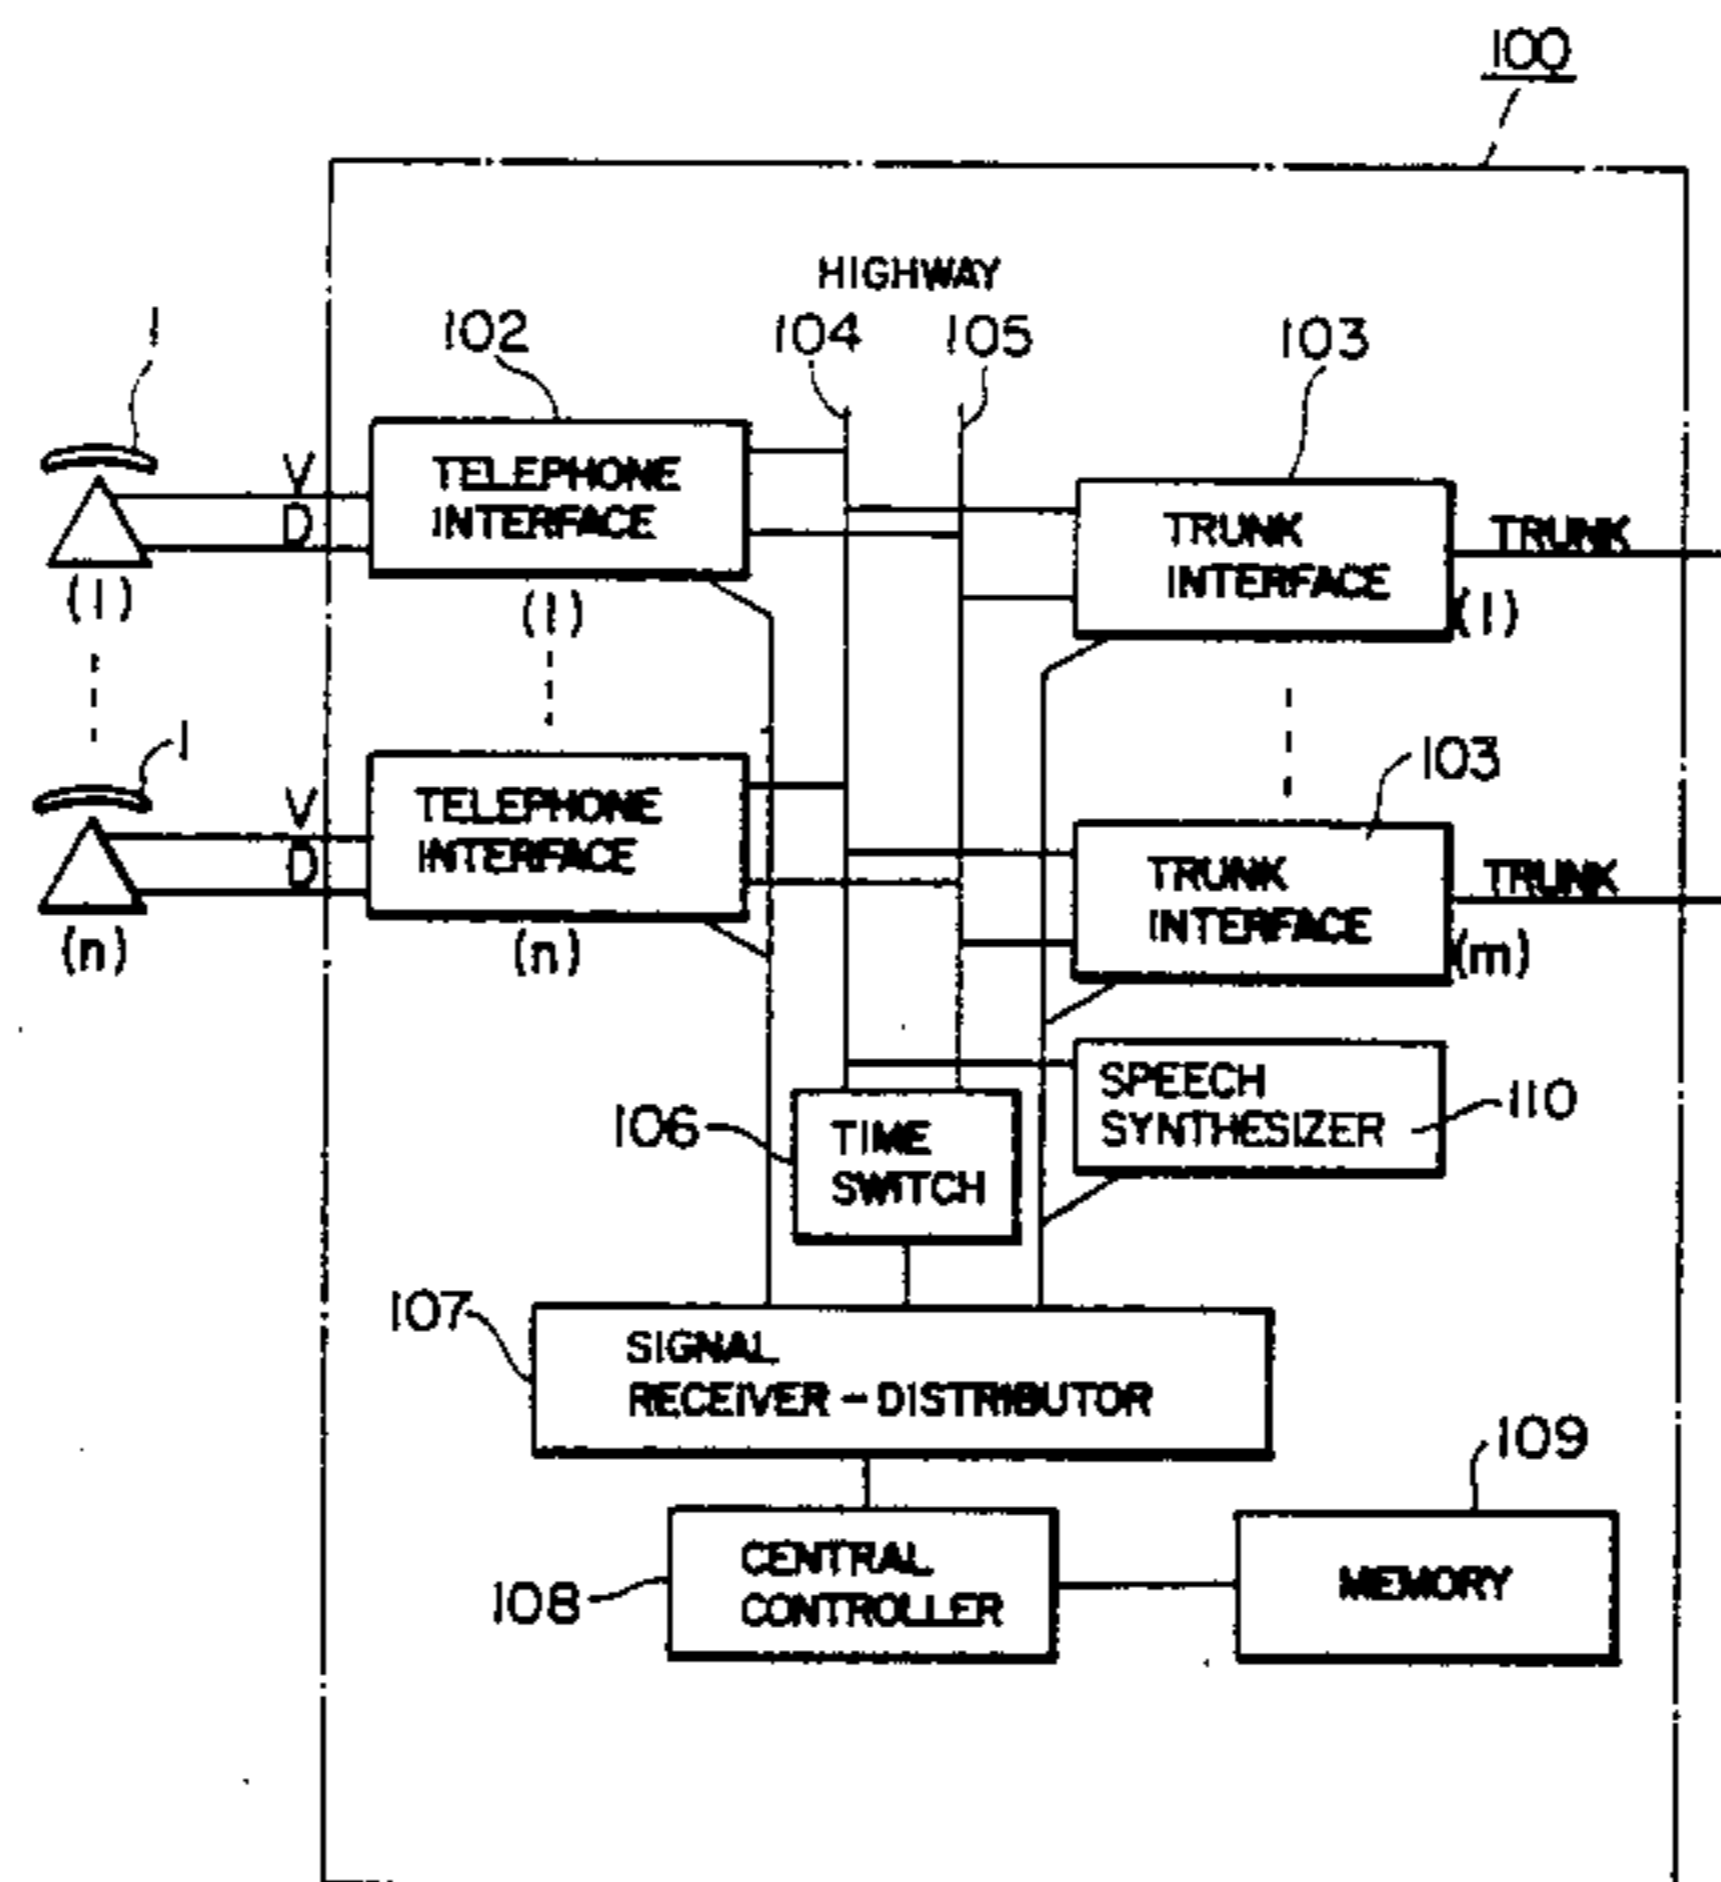 100
HIGHWAY
1
102
104
105
103
V
D
TELEPHONE
INTERFACE
TRUNK
INTERFACE
TRUNK
(1)
(1)
(1)
1
103
V
D
TELEPHONE
INTERFACE
TRUNK
INTERFACE
TRUNK
(n)
(n)
(m)
106
TIME
SWITCH
SPEECH
SYNTHESIZER
110
107
SIGNAL
RECEIVER-DISTRIBUTOR
109
108
CENTRAL
CONTROLLER
MEMORY